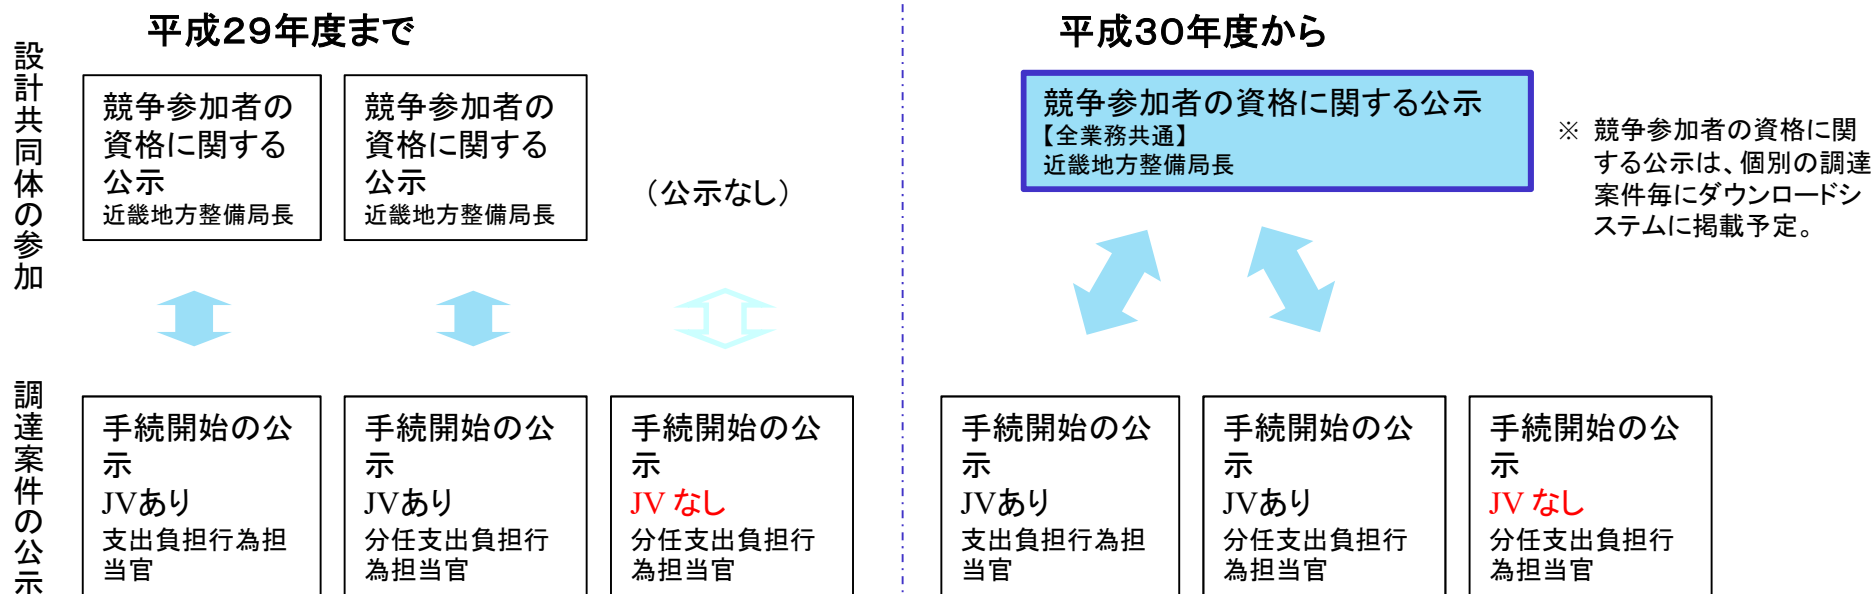 設計共同体の参加
調達案件の公示
平成29年度まで
競争参加者の
資格に関する
公示
近畿地方整備局長
競争参加者の
資格に関する
公示
近畿地方整備局長
（公示なし）
手続開始の公
示
JVあり
支出負担行為担
当官
手続開始の公
示
JVあり
分任支出負担行
為担当官
手続開始の公
示
JV なし
分任支出負担行
為担当官
平成30年度から
競争参加者の資格に関する公示
【全業務共通】
近畿地方整備局長
※ 競争参加者の資格に関
する公示は、個別の調達
案件毎にダウンロードシ
ステムに掲載予定。
手続開始の公
示
JVあり
支出負担行為担
当官
手続開始の公
示
JVあり
分任支出負担行
為担当官
手続開始の公
示
JV なし
分任支出負担行
為担当官